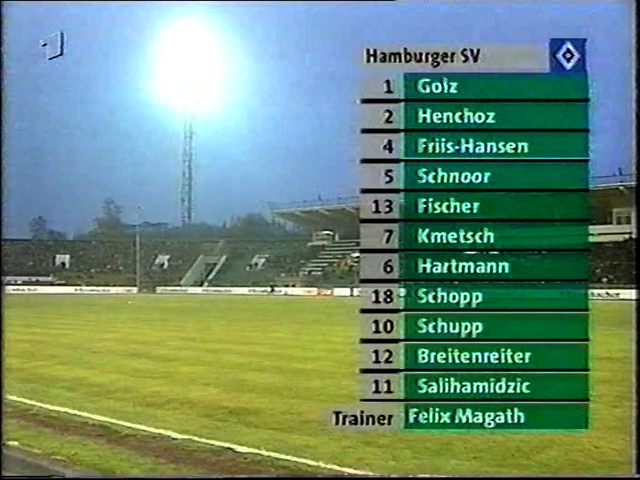 1
Hamburger SV
1 Golz
2 Henchoz
4 Friis-Hansen
5 Schnoor
13 Fischer
7 Kmetsch
6 Hartmann
18 Schopp
10 Schupp
12 Breitenreiter
11 Salihamidzic
Trainer Felix Magath